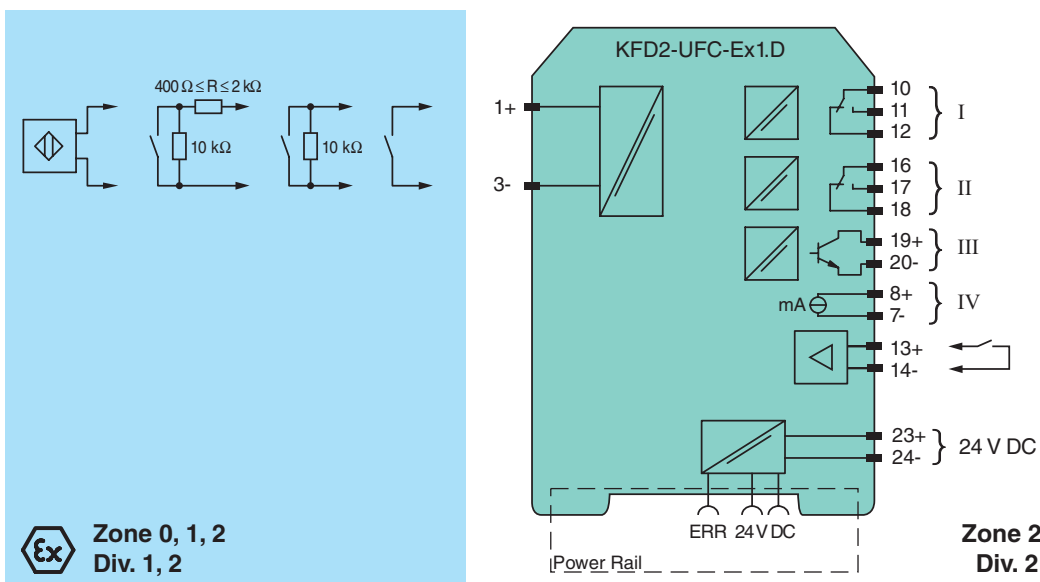 KFD2-UFC-Ex1.D
400 Ω ≤ R ≤ 2 kΩ
10 kΩ
10 kΩ
1+
3-
10
11
12
I
16
17
18
II
19+
20-
III
mA
8+
7-
IV
13+
14-
23+
24-
24 V DC
ERR 24 V DC
Power Rail
Ex
Zone 0, 1, 2
Div. 1, 2
Zone 2
Div. 2